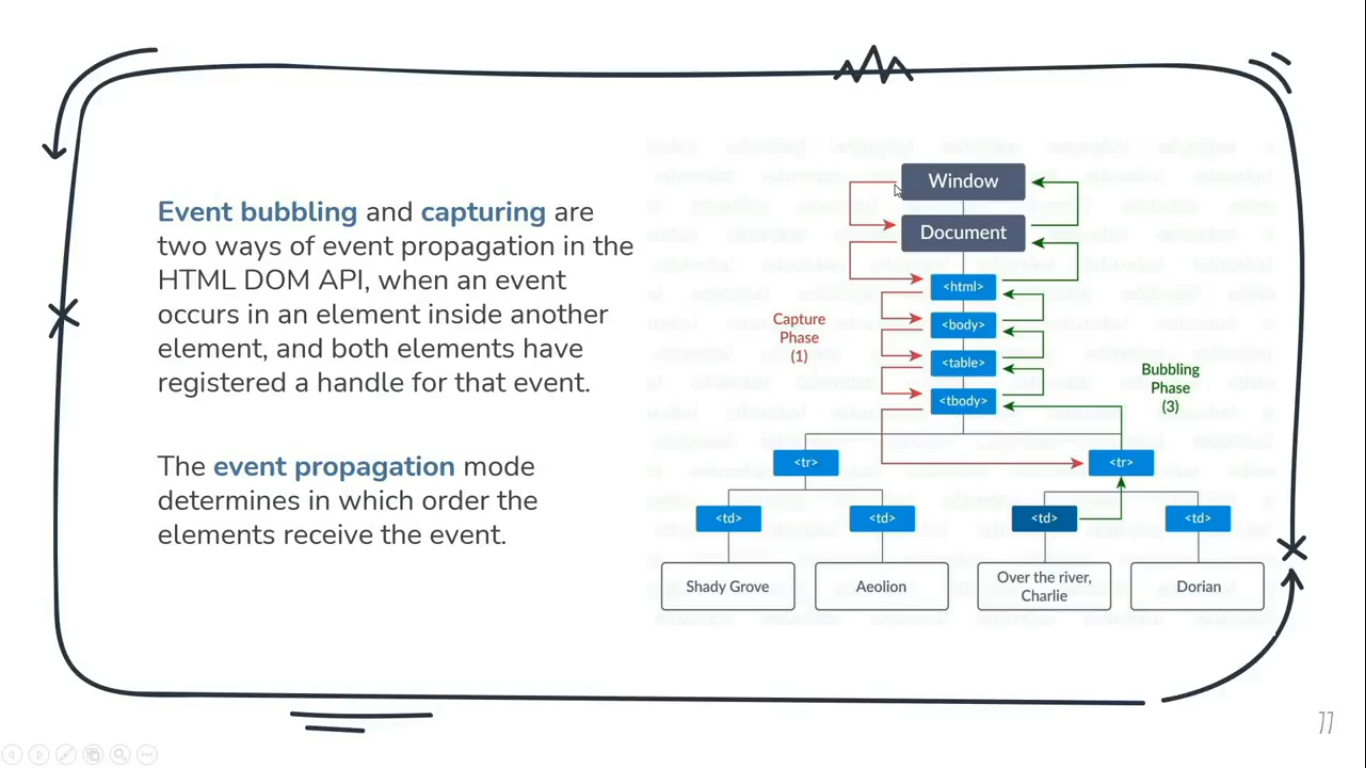 Event bubbling and capturing are
two ways of event propagation in the
HTML DOM API, when an event
occurs in an element inside another
element, and both elements have
registered a handle for that event.
The event propagation mode
determines in which order the
elements receive the event.
Window
Document
<html>
<body>
<table>
<tbody>
Capture
Phase
(1)
Bubbling
Phase
(3)
<tr>
<tr>
<td>
<td>
<td>
<td>
Shady Grove
Aeolion
Over the river,
Charlie
Dorian
11